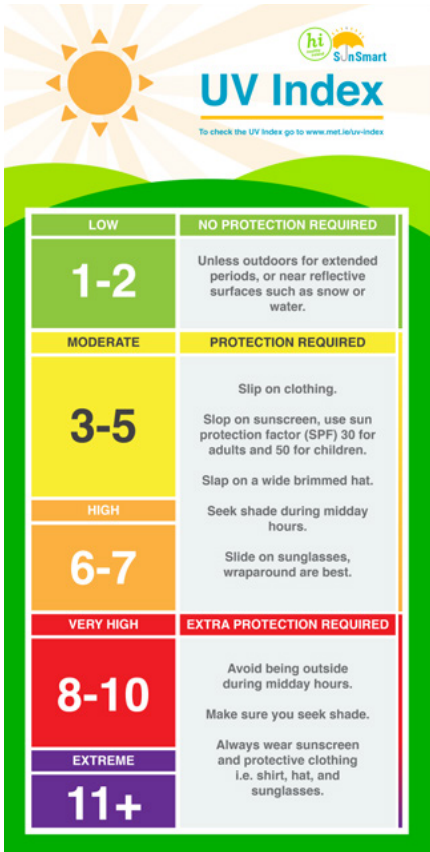 hi
SunSmart
UV Index
To check the UV Index go to www.met.ie/uv-index
LOW
NO PROTECTION REQUIRED
1-2
Unless outdoors for extended
periods, or near reflective
surfaces such as snow or
water.
MODERATE
PROTECTION REQUIRED
3-5
Slip on clothing.
Slop on sunscreen, use sun
protection factor (SPF) 30 for
adults and 50 for children.
Slap on a wide brimmed hat.
HIGH
6-7
Seek shade during midday
hours.
Slide on sunglasses,
wraparound are best.
VERY HIGH
EXTRA PROTECTION REQUIRED
8-10
Avoid being outside
during midday hours.
Make sure you seek shade.
EXTREME
11+
Always wear sunscreen
and protective clothing
i.e. shirt, hat, and
sunglasses.